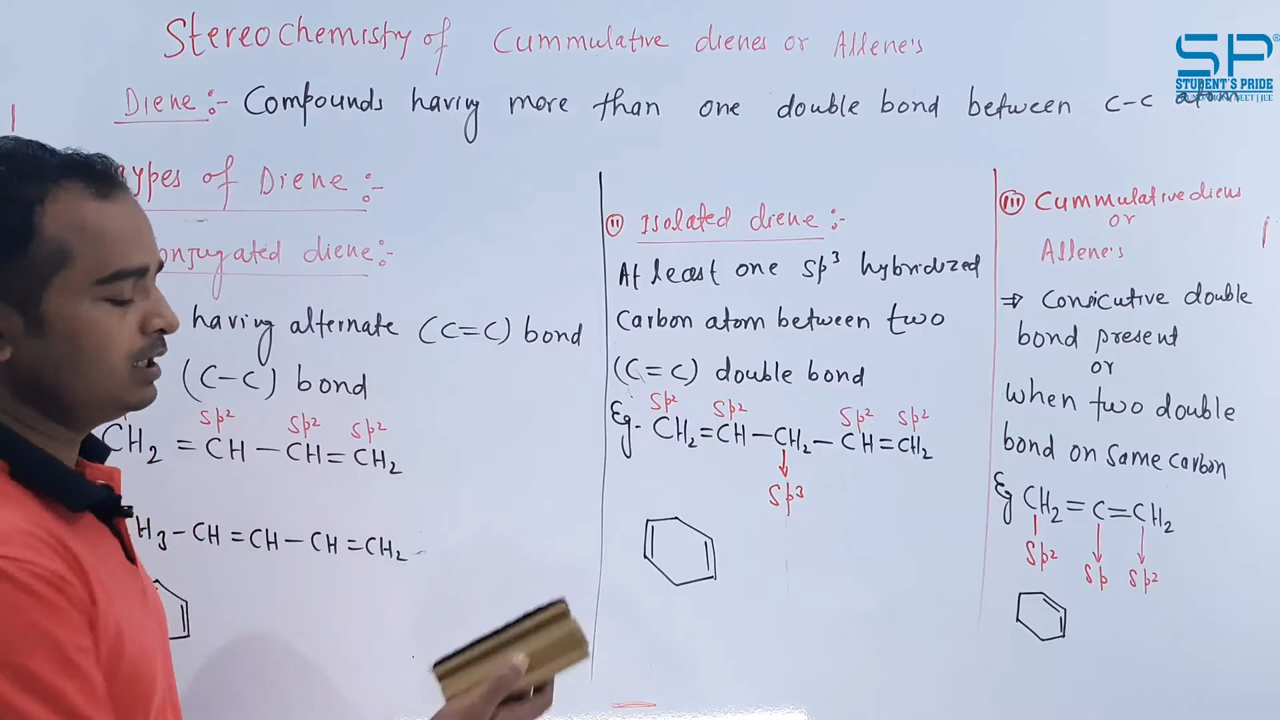 Stereochemistry of Cummulative dienes or Allene's
SP®
STUDENT'S PRIDE
Diene:- Compounds having more than one double bond between C-C atom
ypes of Diene:-
onjugated diene:-
having alternate (C=C) bond
(C-C) bond
sp² sp² sp²
CH₂ = CH — CH = CH₂
H₃ - CH = CH - CH = CH₂
(ii) Isolated diene:-
At least one sp³ hybridized
Carbon atom between two
(C=C) double bond
sp² sp² sp² sp²
Eg. CH₂=CH—CH₂—CH=CH₂
sp³
(iii) Cummulative diens
or
Allene's
⇒ Conicutive double
bond present
or
when two double
bond on same carbon
Eg CH₂=C=CH₂
sp² sp sp²